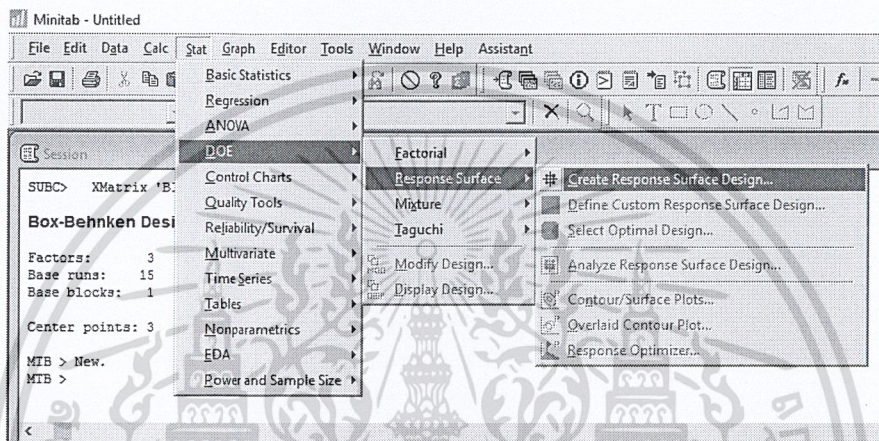 Minitab - Untitled
File Edit Data Calc Stat Graph Editor Tools Window Help Assistant
Basic Statistics
Regression
ANOVA
DOE
Control Charts
Quality Tools
Reliability/Survival
Multivariate
Time Series
Tables
Nonparametrics
EDA
Power and Sample Size
Factorial
Response Surface
Mixture
Taguchi
Modify Design...
Display Design...
Create Response Surface Design...
Define Custom Response Surface Design...
Select Optimal Design...
Analyze Response Surface Design...
Contour/Surface Plots...
Overlaid Contour Plot...
Response Optimizer...
Session
SUBC> XMatrix
Box-Behnken
Factors: 3
Base runs: 15
Base blocks: 1
Center points: 3
MTB > New.
MTB >